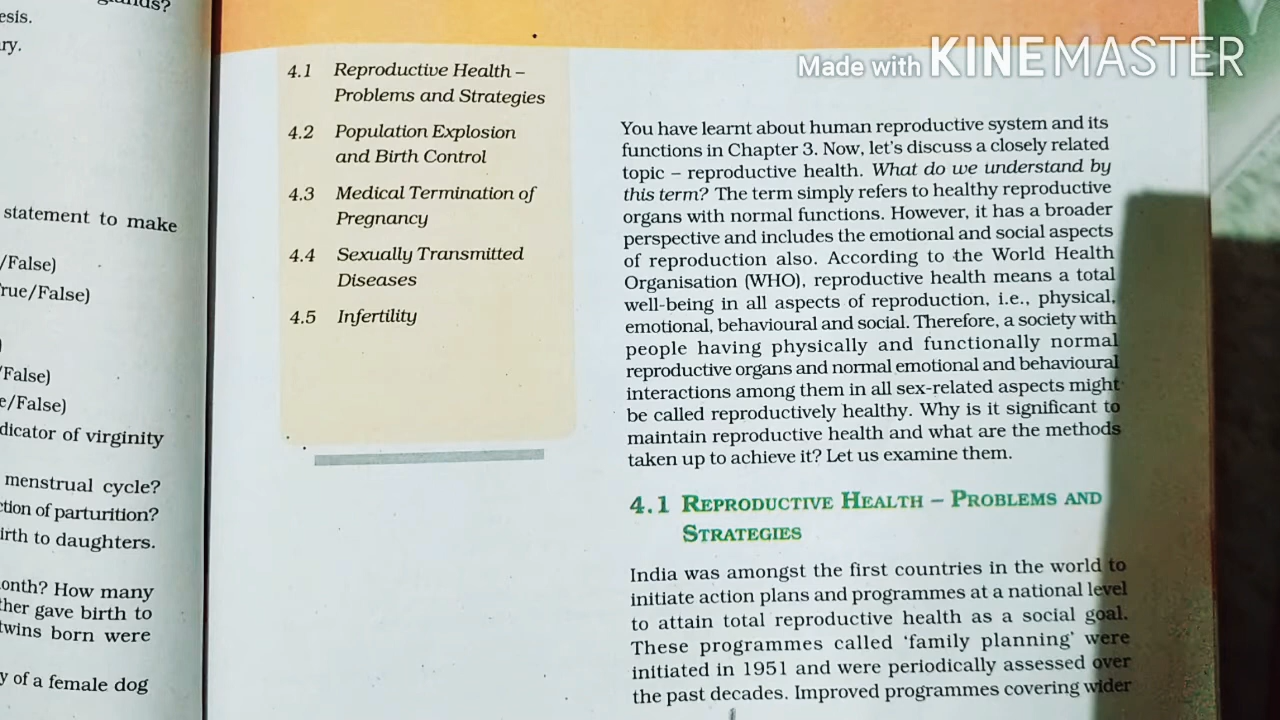 glands?
esis.
ry.
statement to make
/False)
rue/False)
)
/False)
e/False)
dicator of virginity
menstrual cycle?
ction of parturition?
irth to daughters.
onth? How many
ther gave birth to
twins born were
y of a female dog
4.1 Reproductive Health –
Problems and Strategies
4.2 Population Explosion
and Birth Control
4.3 Medical Termination of
Pregnancy
4.4 Sexually Transmitted
Diseases
4.5 Infertility
Made with KINEMASTER
You have learnt about human reproductive system and its
functions in Chapter 3. Now, let's discuss a closely related
topic – reproductive health. What do we understand by
this term? The term simply refers to healthy reproductive
organs with normal functions. However, it has a broader
perspective and includes the emotional and social aspects
of reproduction also. According to the World Health
Organisation (WHO), reproductive health means a total
well-being in all aspects of reproduction, i.e., physical,
emotional, behavioural and social. Therefore, a society with
people having physically and functionally normal
reproductive organs and normal emotional and behavioural
interactions among them in all sex-related aspects might
be called reproductively healthy. Why is it significant to
maintain reproductive health and what are the methods
taken up to achieve it? Let us examine them.
4.1 REPRODUCTIVE HEALTH – PROBLEMS AND
STRATEGIES
India was amongst the first countries in the world to
initiate action plans and programmes at a national level
to attain total reproductive health as a social goal.
These programmes called 'family planning' were
initiated in 1951 and were periodically assessed over
the past decades. Improved programmes covering wider